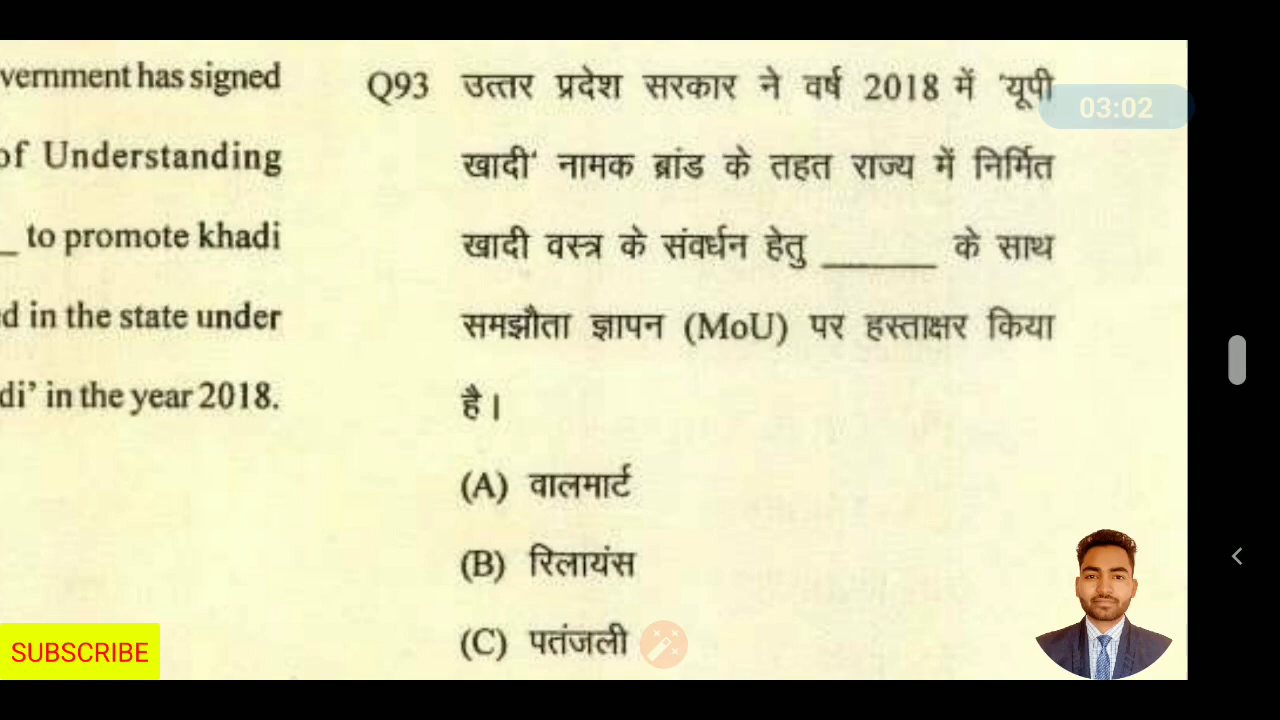 vernment has signed
of Understanding
_ to promote khadi
d in the state under
di’ in the year 2018.
Q93 उत्तर प्रदेश सरकार ने वर्ष 2018 में ‘यूपी
खादी‘ नामक ब्रांड के तहत राज्य में निर्मित
खादी वस्त्र के संवर्धन हेतु ______ के साथ
समझौता ज्ञापन (MoU) पर हस्ताक्षर किया
है।
(A) वालमार्ट
(B) रिलायंस
(C) पतंजली
03:02
SUBSCRIBE